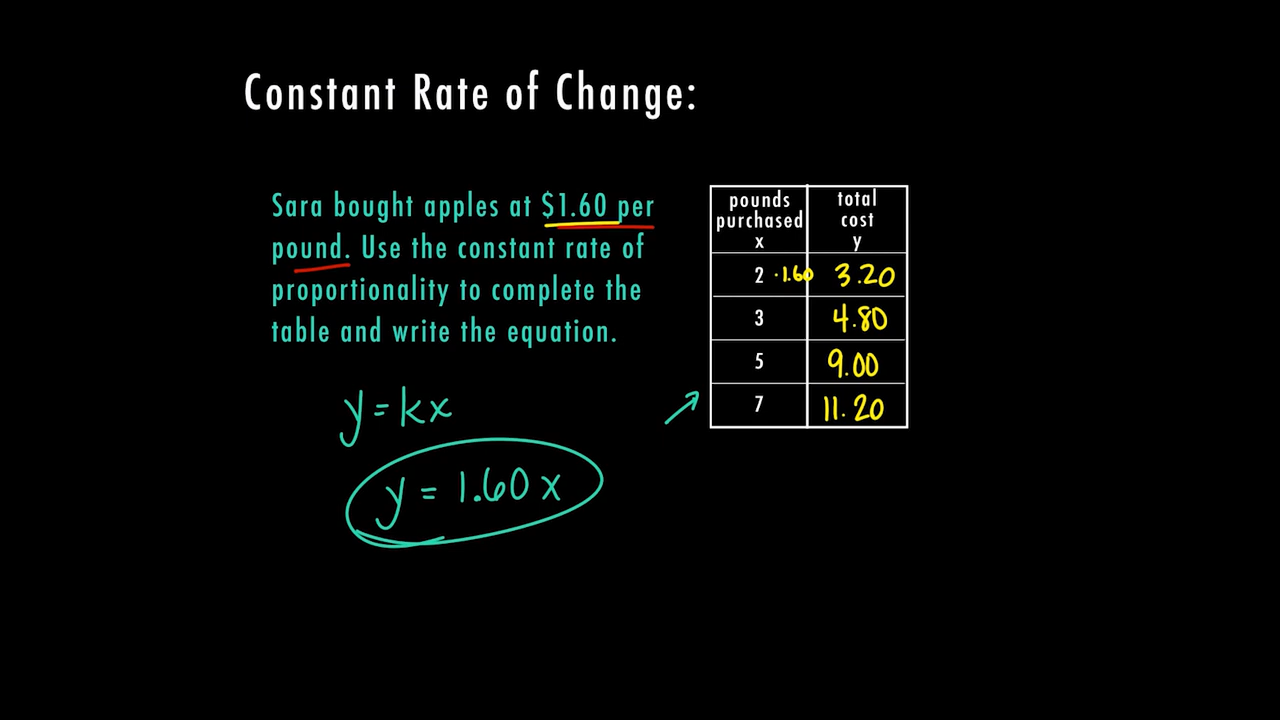 Constant Rate of Change:
Sara bought apples at $1.60 per
pound. Use the constant rate of
proportionality to complete the
table and write the equation.
y = kx
y = 1.60 x
pounds purchased x
total cost y
2 · 1.60 3.20
3 4.80
5 9.00
7 11.20